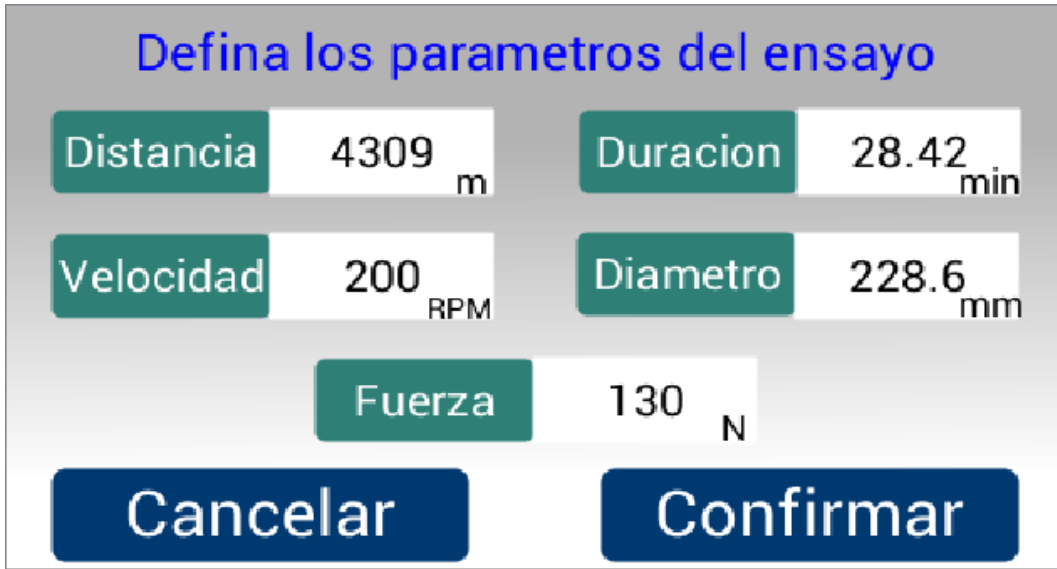 Defina los parametros del ensayo
Distancia 4309 m Duracion 28.42 min
Velocidad 200 RPM Diametro 228.6 mm
Fuerza 130 N
Cancelar Confirmar